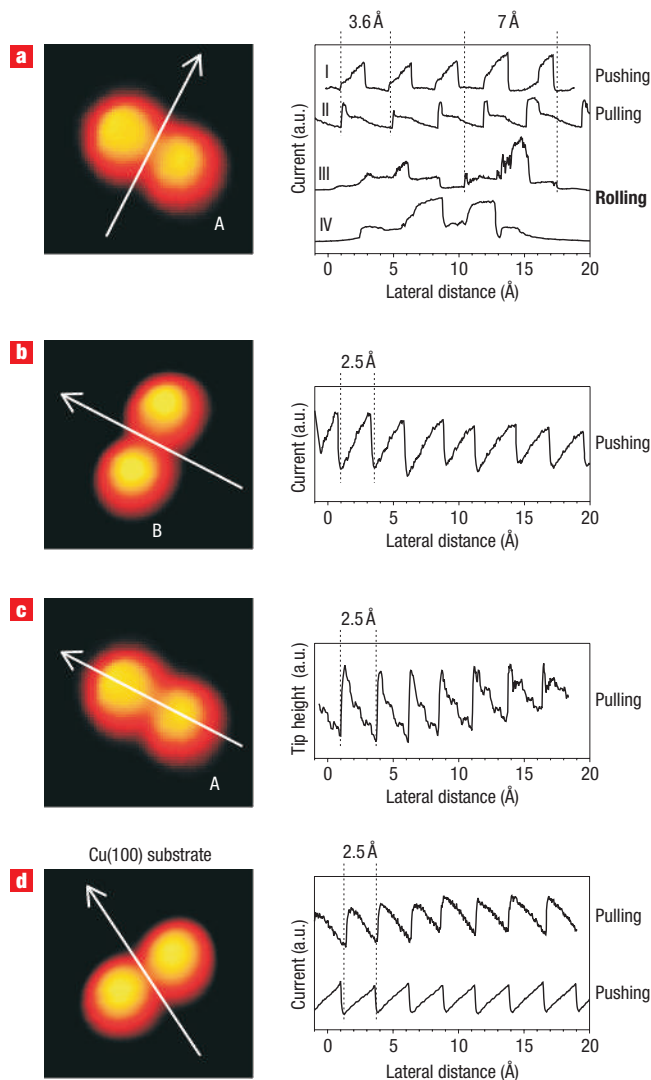 a
A
3.6 Å 7 Å
I
Pushing
II
Pulling
III
Rolling
IV
Current (a.u.)
0 5 10 15 20
Lateral distance (Å)
b
B
2.5 Å
Current (a.u.)
Pushing
0 5 10 15 20
Lateral distance (Å)
c
A
2.5 Å
Tip height (a.u.)
Pulling
0 5 10 15 20
Lateral distance (Å)
Cu(100) substrate
d
2.5 Å
Pulling
Current (a.u.)
Pushing
0 5 10 15 20
Lateral distance (Å)